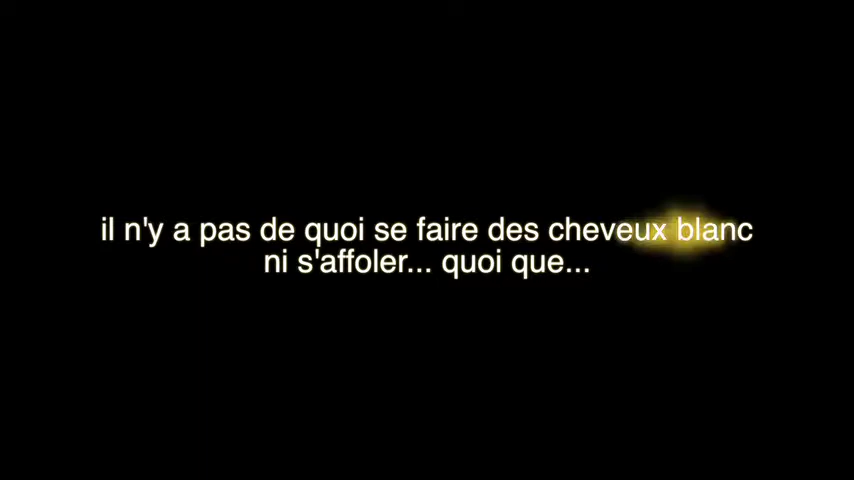 il n'y a pas de quoi se faire des cheveux blanc
ni s'affoler... quoi que...